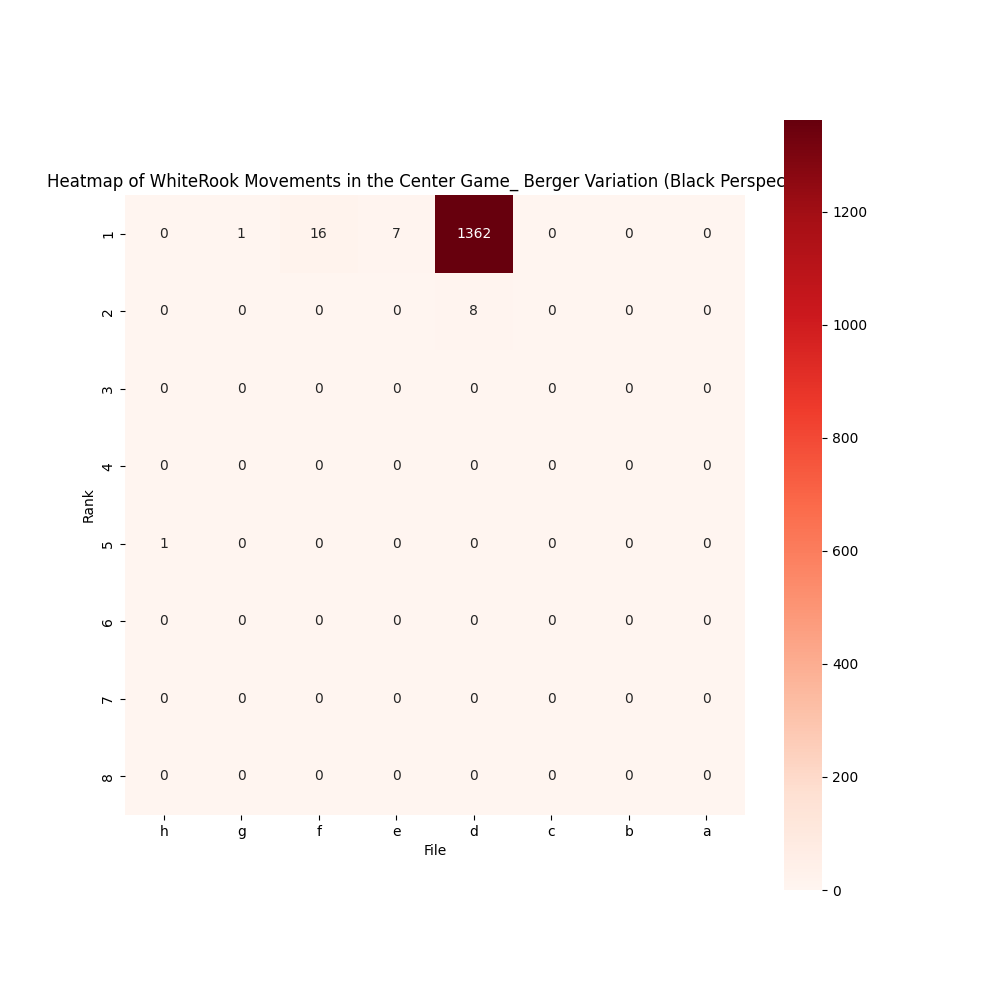 Heatmap of WhiteRook Movements in the Center Game_ Berger Variation (Black Perspec
1200
1 0 1 16 7 1362 0 0 0
2 0 0 0 0 8 0 0 0
1000
3 0 0 0 0 0 0 0 0
800
4 0 0 0 0 0 0 0 0
Rank
600
5 1 0 0 0 0 0 0 0
6 0 0 0 0 0 0 0 0
400
7 0 0 0 0 0 0 0 0
200
8 0 0 0 0 0 0 0 0
h g f e d c b a
File
0